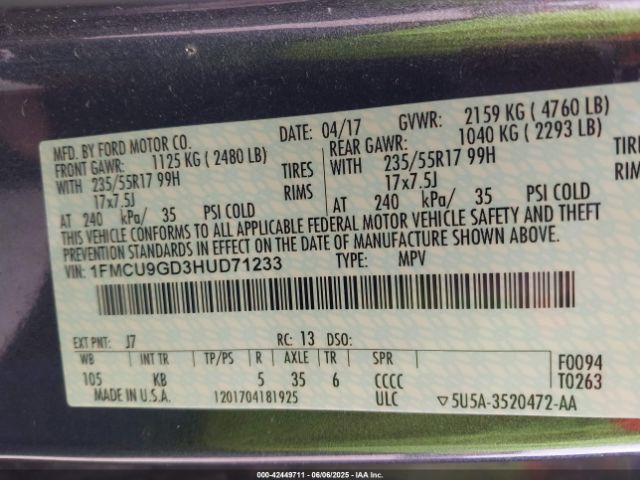 MFD. BY FORD MOTOR CO. DATE: 04/17 GVWR: 2159 KG ( 4760 LB)
FRONT GAWR: 1125 KG ( 2480 LB) REAR GAWR: 1040 KG ( 2293 LB)
WITH 235/55R17 99H TIRES WITH 235/55R17 99H TIRE
17x7.5J RIMS 17x7.5J RIMS
AT 240 kPa/ 35 PSI COLD AT 240 kPa/ 35 PSI COLD
THIS VEHICLE CONFORMS TO ALL APPLICABLE FEDERAL MOTOR VEHICLE SAFETY AND THEFT
PREVENTION STANDARDS IN EFFECT ON THE DATE OF MANUFACTURE SHOWN ABOVE.
VIN: 1FMCU9GD3HUD71233 TYPE: MPV
EXT PNT: J7 RC: 13 DSO:
WB INT TR TP/PS R AXLE TR SPR F0094
105 KB 5 35 6 CCCC T0263
MADE IN U.S.A. 1201704181925 ULC ▽5U5A-3520472-AA
000-42449711 - 06/06/2025 - IAA Inc.